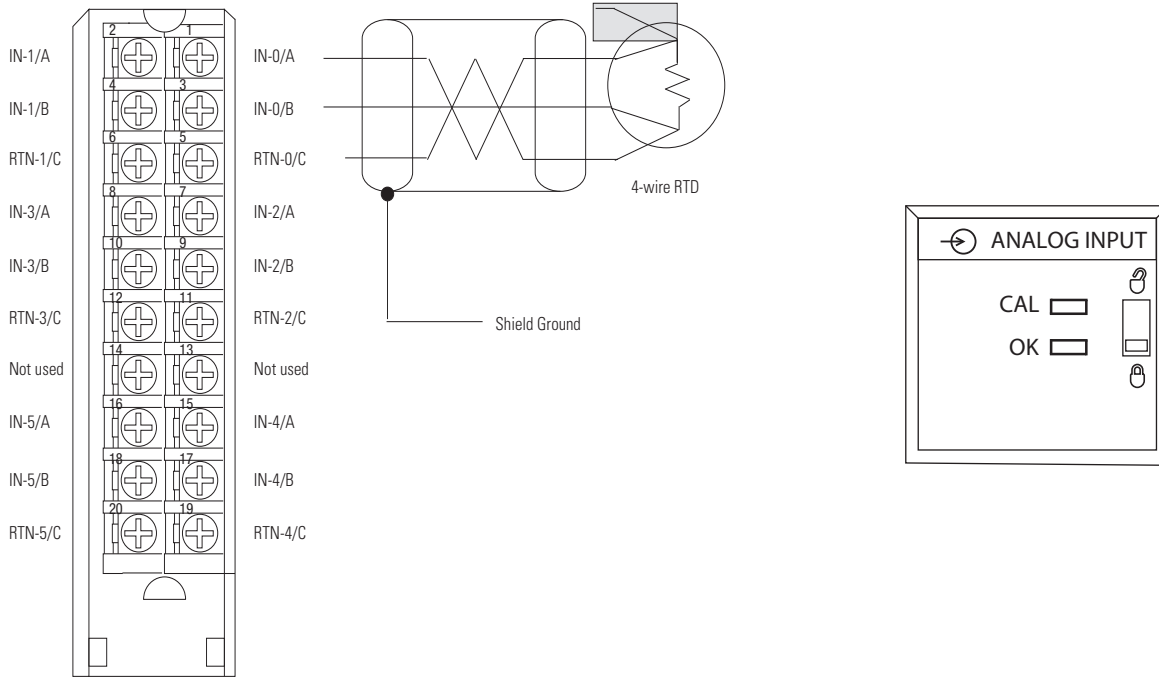 2 1
IN-1/A IN-0/A
4 3
IN-1/B IN-0/B
6 5
RTN-1/C RTN-0/C
8 7
IN-3/A IN-2/A
10 9
IN-3/B IN-2/B
12 11
RTN-3/C RTN-2/C
14 13
Not used Not used
16 15
IN-5/A IN-4/A
18 17
IN-5/B IN-4/B
20 19
RTN-5/C RTN-4/C
4-wire RTD
Shield Ground
ANALOG INPUT
CAL
OK